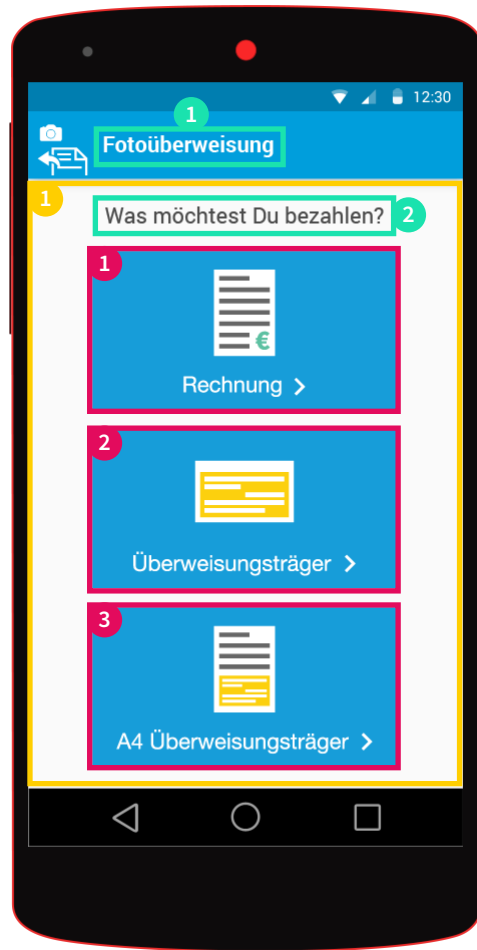 12:30
1
Fotoüberweisung
1
Was möchtest Du bezahlen? 2
1
€
Rechnung >
2
Überweisungsträger >
3
A4 Überweisungsträger >